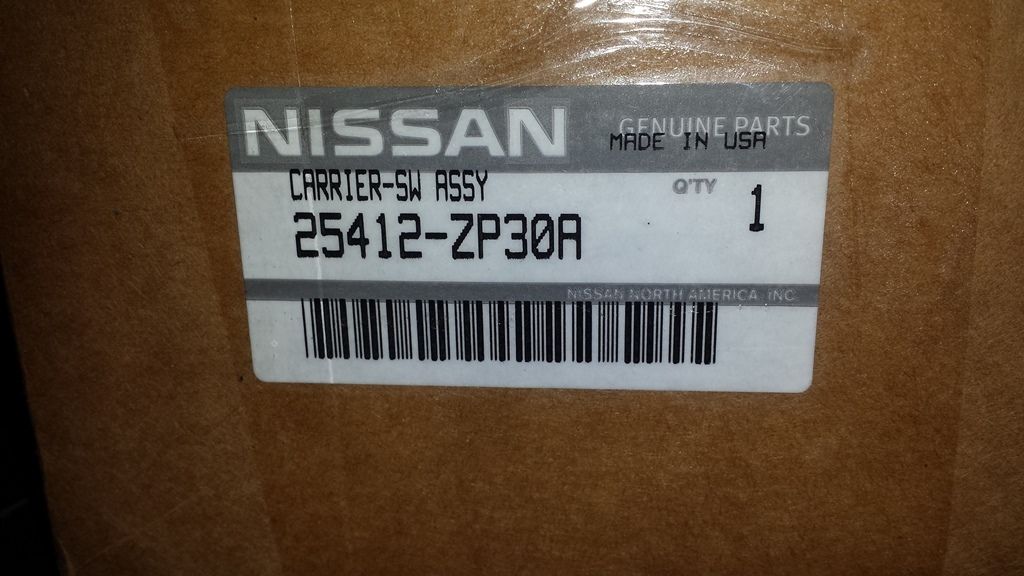 NISSAN GENUINE PARTS
MADE IN USA
CARRIER-SW ASSY Q'TY 1
25412-ZP30A
NISSAN NORTH AMERICA, INC.